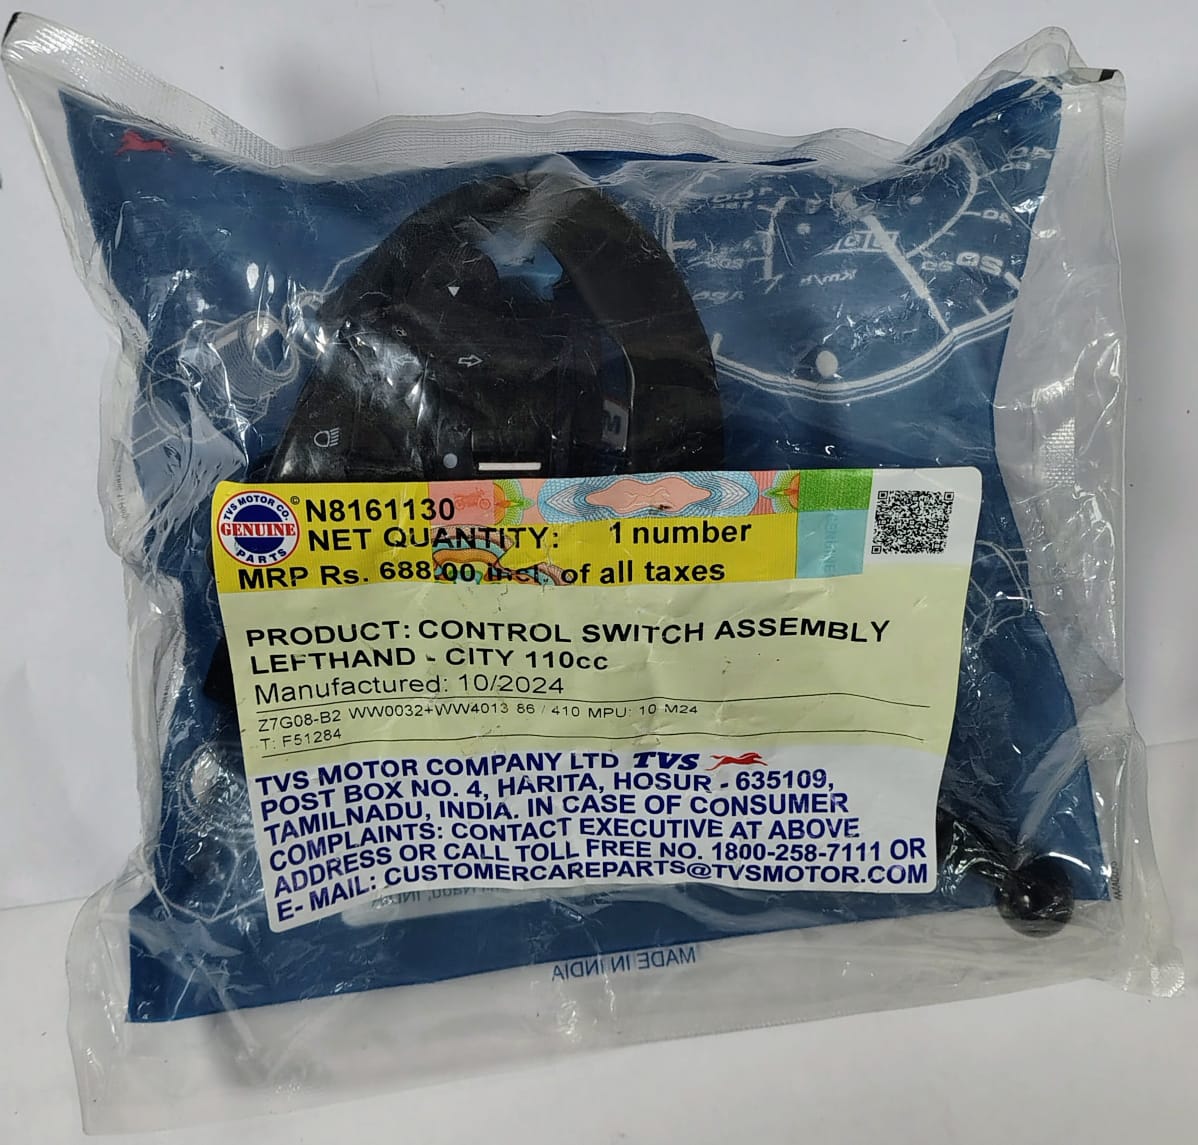 TVS MOTOR CO.
GENUINE
PARTS
©
N8161130
NET QUANTITY: 1 number
MRP Rs. 688.00 incl. of all taxes
PRODUCT: CONTROL SWITCH ASSEMBLY
LEFTHAND - CITY 110cc
Manufactured: 10/2024
Z7G08-B2 WW0032+WW4013 86 / 410 MPU: 10 M24
T: F51284
TVS MOTOR COMPANY LTD TVS
POST BOX NO. 4, HARITA, HOSUR - 635109,
TAMILNADU, INDIA. IN CASE OF CONSUMER
COMPLAINTS: CONTACT EXECUTIVE AT ABOVE
ADDRESS OR CALL TOLL FREE NO. 1800-258-7111 OR
E- MAIL: CUSTOMERCAREPARTS@TVSMOTOR.COM
MADE IN INDIA